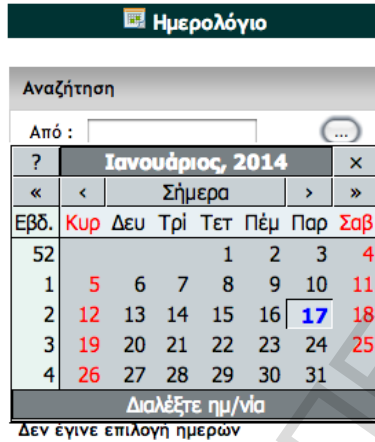 Ημερολόγιο
Αναζήτηση
Από : ...
? Ιανουάριος, 2014 ×
« ‹ Σήμερα › »
Εβδ. Κυρ Δευ Τρί Τετ Πέμ Παρ Σαβ
52 1 2 3 4
1 5 6 7 8 9 10 11
2 12 13 14 15 16 17 18
3 19 20 21 22 23 24 25
4 26 27 28 29 30 31
Διαλέξτε ημ/νία
Δεν έγινε επιλογή ημερών